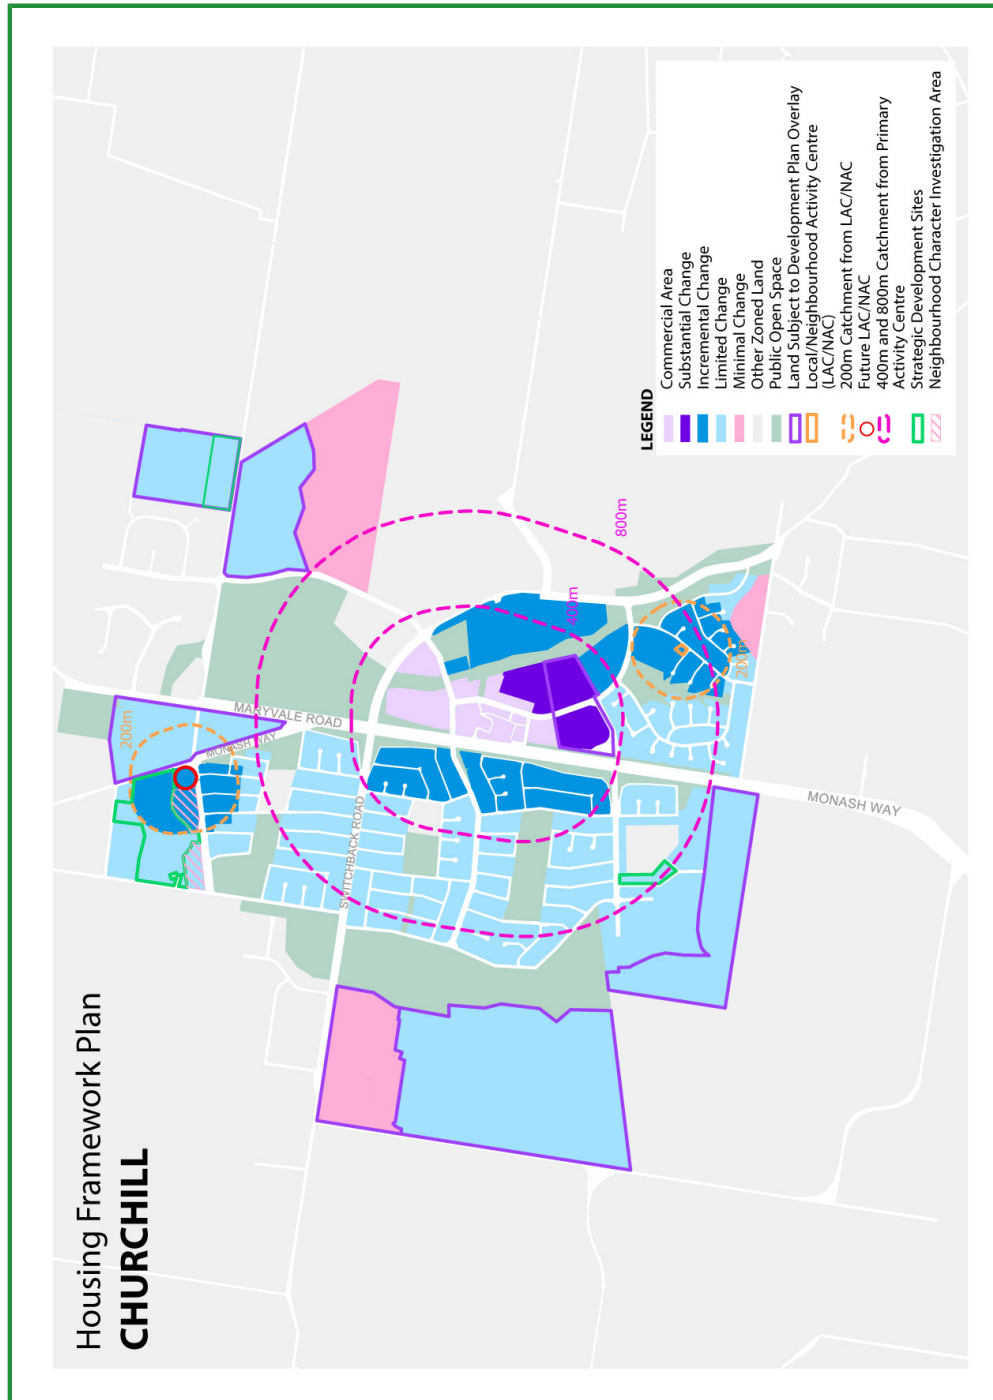 Housing Framework Plan
CHURCHILL
200m
MARYVALE ROAD
MONASH WAY
SWITCHBACK ROAD
400m
800m
200m
MONASH WAY
LEGEND
Commercial Area
Substantial Change
Incremental Change
Limited Change
Minimal Change
Other Zoned Land
Public Open Space
Land Subject to Development Plan Overlay
Local/Neighbourhood Activity Centre
(LAC/NAC)
200m Catchment from LAC/NAC
Future LAC/NAC
400m and 800m Catchment from Primary
Activity Centre
Strategic Development Sites
Neighbourhood Character Investigation Area